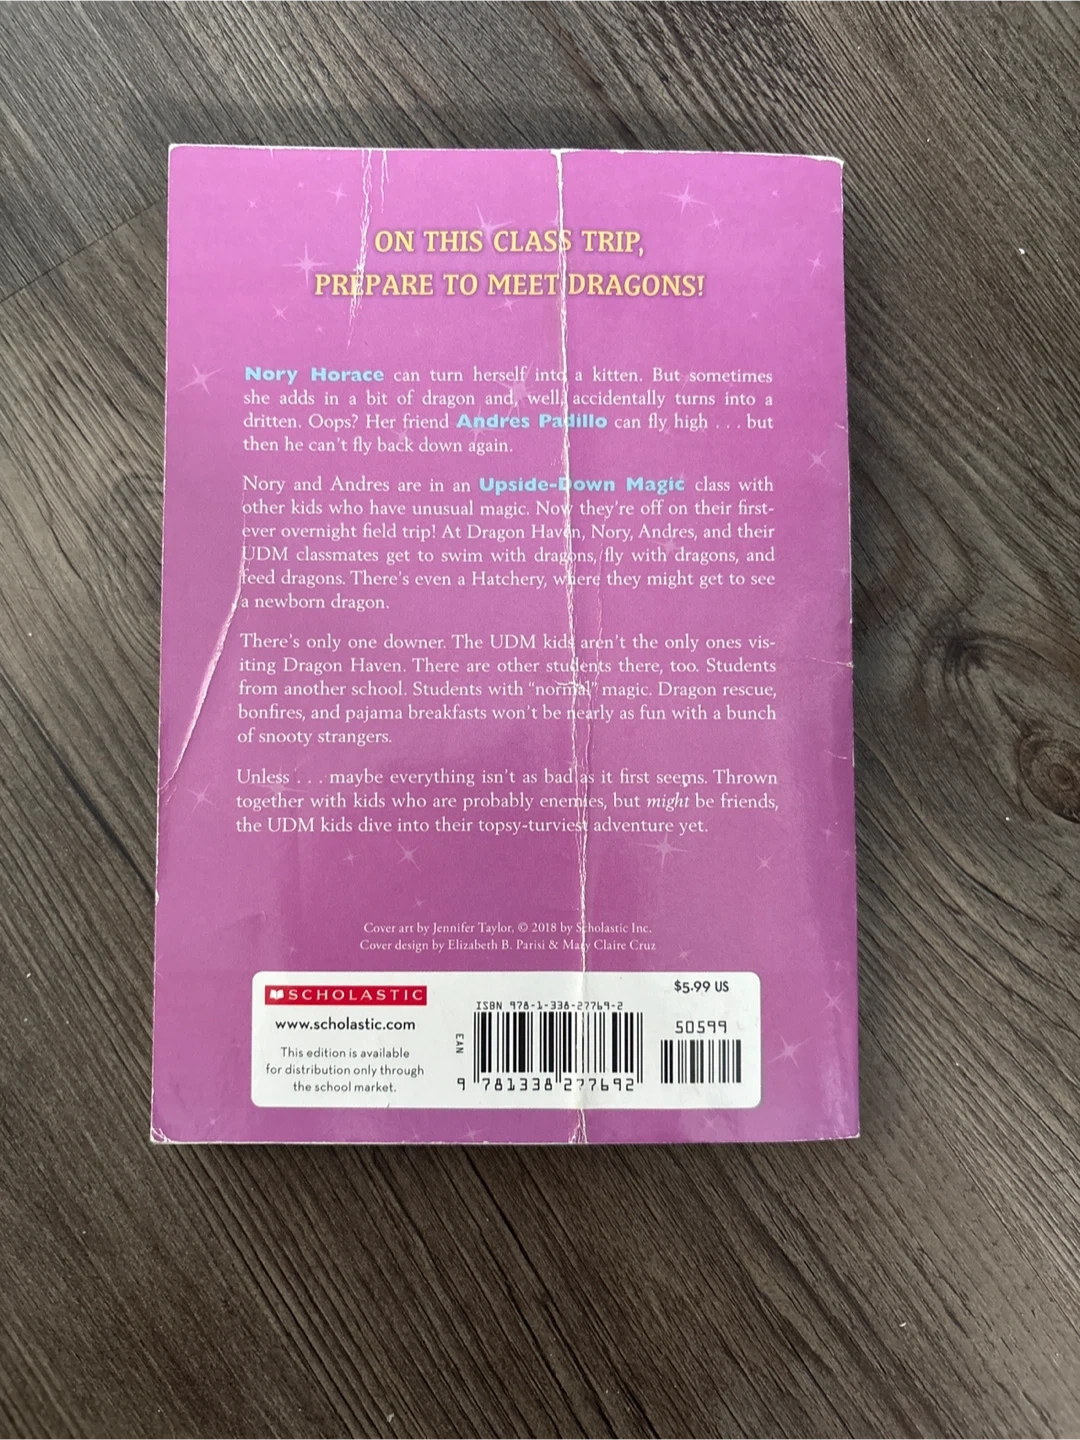 ON THIS CLASS TRIP,
PREPARE TO MEET DRAGONS!
Nory Horace can turn herself into a kitten. But sometimes
she adds in a bit of dragon and, well, accidentally turns into a
dritten. Oops? Her friend Andres Padillo can fly high . . . but
then he can't fly back down again.
Nory and Andres are in an Upside-Down Magic class with
other kids who have unusual magic. Now they're off on their first-
ever overnight field trip! At Dragon Haven, Nory, Andres, and their
UDM classmates get to swim with dragons, fly with dragons, and
feed dragons. There's even a Hatchery, where they might get to see
a newborn dragon.
There's only one downer. The UDM kids aren't the only ones vis-
iting Dragon Haven. There are other students there, too. Students
from another school. Students with "normal" magic. Dragon rescue,
bonfires, and pajama breakfasts won't be nearly as fun with a bunch
of snooty strangers.
Unless . . . maybe everything isn't as bad as it first seems. Thrown
together with kids who are probably enemies, but might be friends,
the UDM kids dive into their topsy-turviest adventure yet.
Cover art by Jennifer Taylor, © 2018 by Scholastic Inc.
Cover design by Elizabeth B. Parisi & Mary Claire Cruz
SCHOLASTIC
www.scholastic.com
This edition is available
for distribution only through
the school market.
$5.99 US
ISBN 978-1-338-27769-2
50599
EAN
9 781338 277692